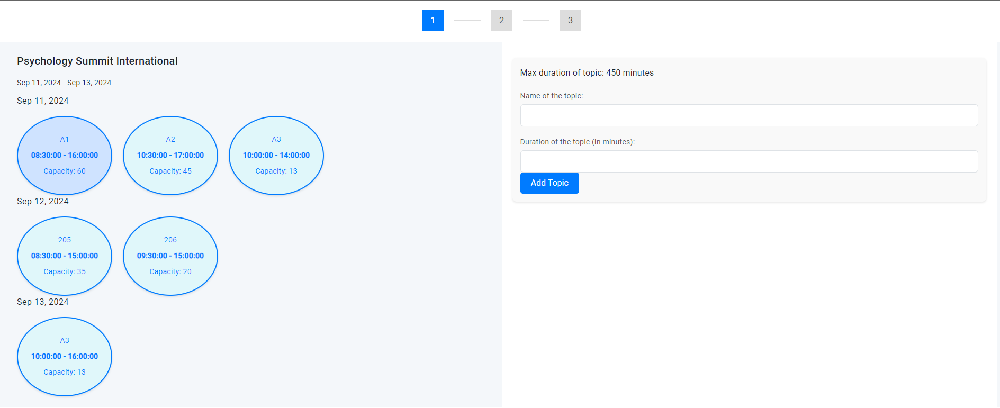 1 2 3
Psychology Summit International
Sep 11, 2024 - Sep 13, 2024
Sep 11, 2024
A1
08:30:00 - 16:00:00
Capacity: 60
A2
10:30:00 - 17:00:00
Capacity: 45
A3
10:00:00 - 14:00:00
Capacity: 13
Sep 12, 2024
205
08:30:00 - 15:00:00
Capacity: 35
206
09:30:00 - 15:00:00
Capacity: 20
Sep 13, 2024
A3
10:00:00 - 16:00:00
Capacity: 13
Max duration of topic: 450 minutes
Name of the topic:
Duration of the topic (in minutes):
Add Topic